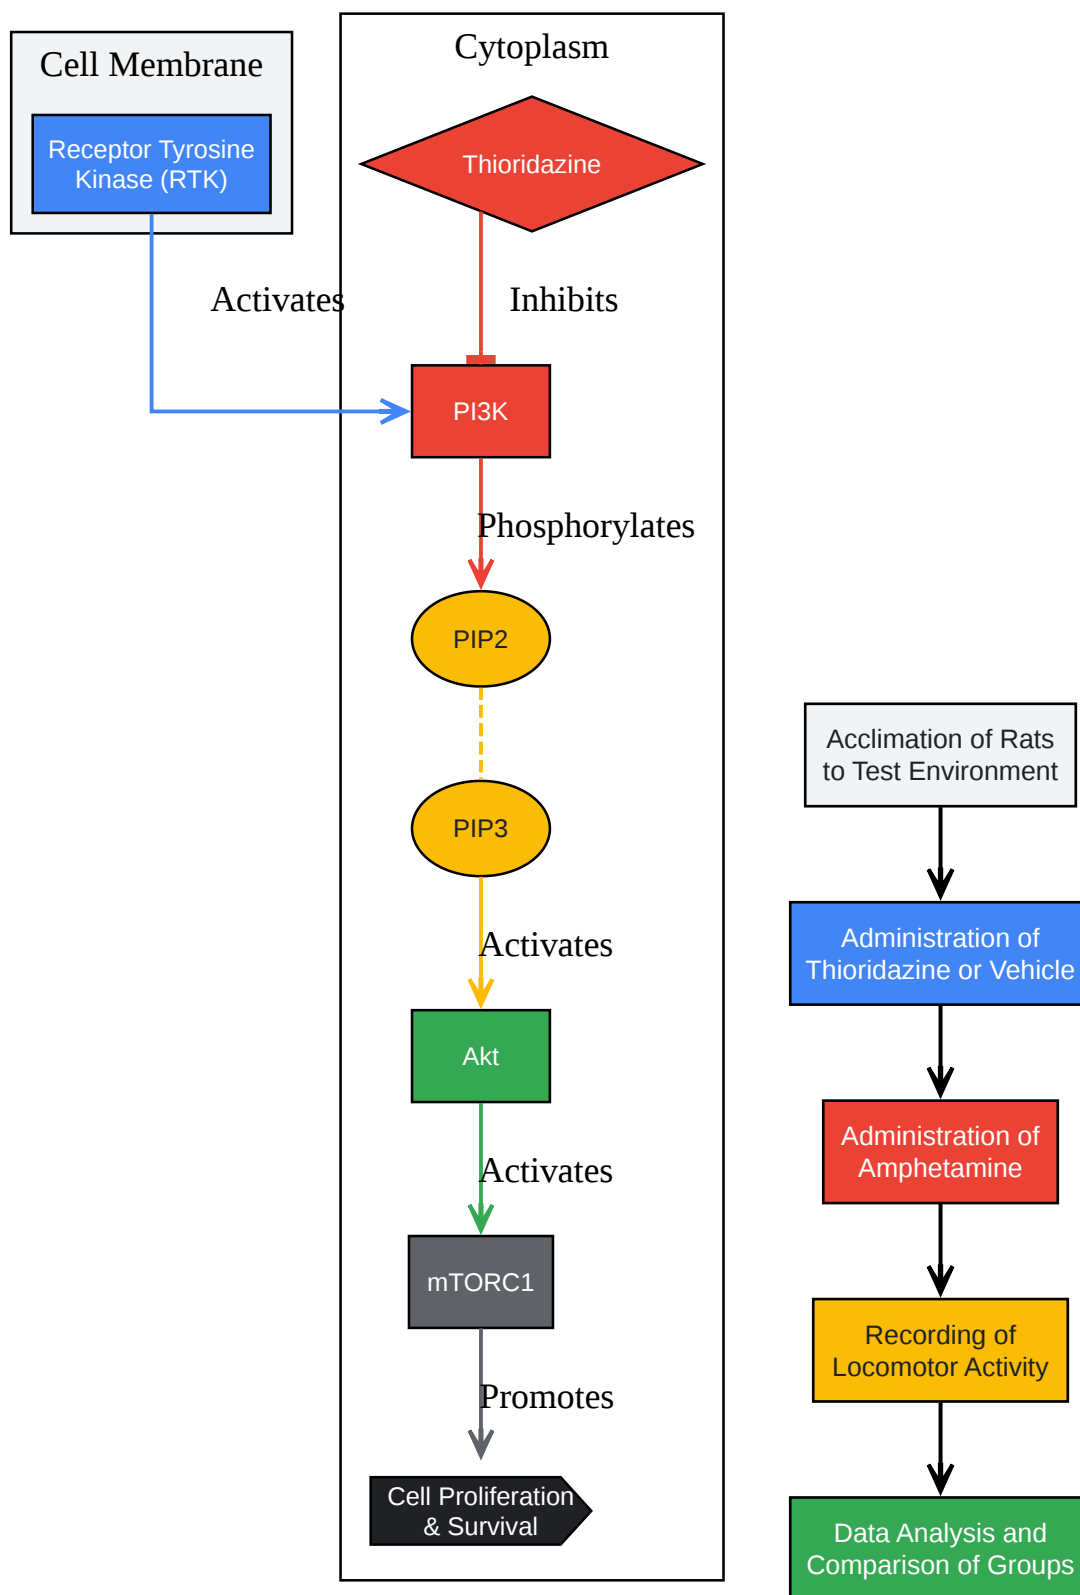 Cell Membrane
Receptor Tyrosine
Kinase (RTK)
Cytoplasm
Thioridazine
Activates
Inhibits
PI3K
Phosphorylates
PIP2
PIP3
Activates
Akt
Activates
mTORC1
Promotes
Cell Proliferation
& Survival
Acclimation of Rats
to Test Environment
Administration of
Thioridazine or Vehicle
Administration of
Amphetamine
Recording of
Locomotor Activity
Data Analysis and
Comparison of Groups